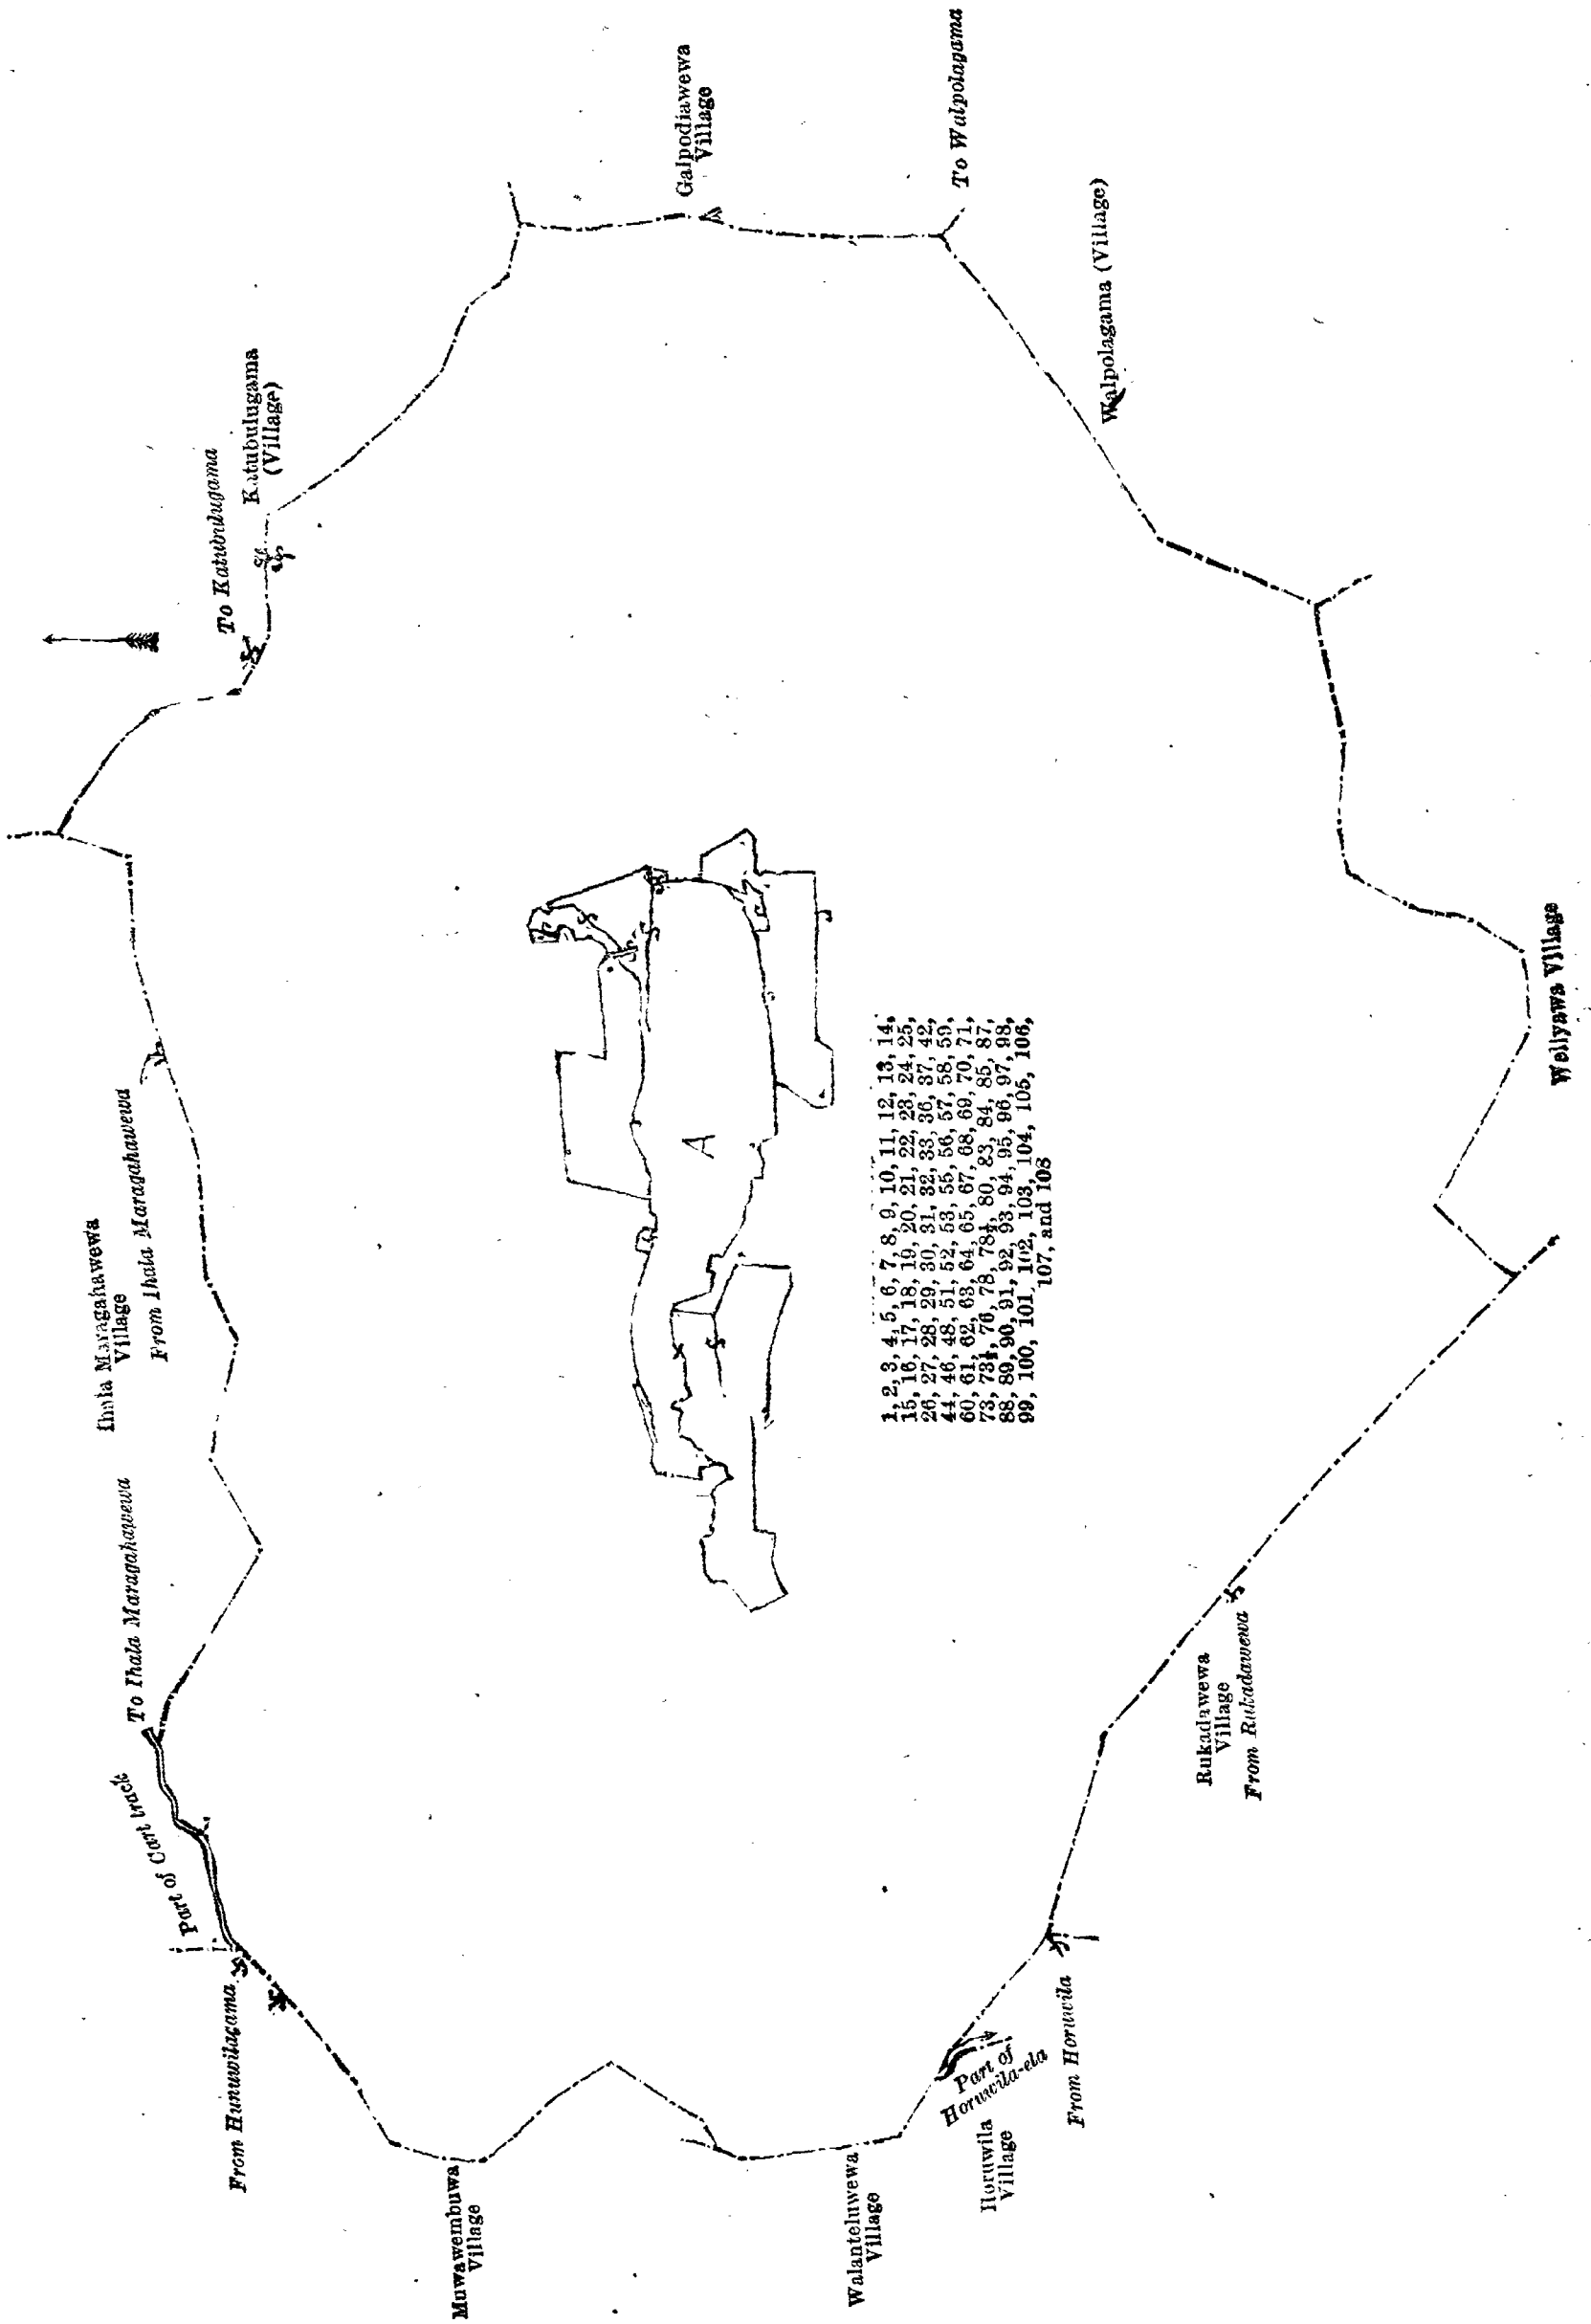 Part of Cart track
To Ihala Maragahawewa
Ihala Maragahawewa
Village
From Ihala Maragahawewa
To Katubulugama
Katubulugama
(Village)
Galpodiawewa
Village
To Walpolagama
Walpolagama (Village)
Wellyawa Village
Rukadawewa
Village
From Rukadawewa
From Horuwila
Part of
Horuwila-ela
Horuwila
Village
Walanteluwewa
Village
Muwawembuwa
Village
From Hunuwilagama
A
1, 2, 3, 4, 5, 6, 7, 8, 9, 10, 11, 12, 13, 14,
15, 16, 17, 18, 19, 20, 21, 22, 23, 24, 25,
26, 27, 28, 29, 30, 31, 32, 33, 36, 37, 42,
44, 46, 48, 51, 52, 53, 55, 56, 57, 58, 59,
60, 61, 62, 63, 64, 65, 67, 68, 69, 70, 71,
73, 73½, 76, 78, 78½, 80, 83, 84, 85, 87,
88, 89, 90, 91, 92, 93, 94, 95, 96, 97, 98,
99, 100, 101, 102, 103, 104, 105, 106,
107, and 108